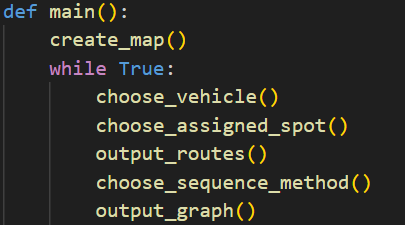 def main():
    create_map()
    while True:
        choose_vehicle()
        choose_assigned_spot()
        output_routes()
        choose_sequence_method()
        output_graph()